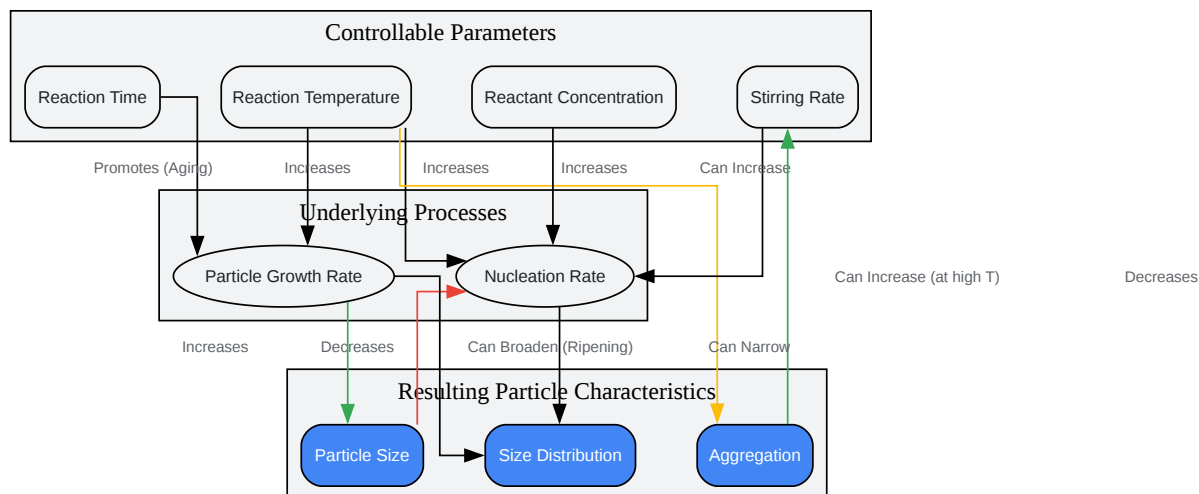 Controllable Parameters
Reaction Time
Reaction Temperature
Reactant Concentration
Stirring Rate
Promotes (Aging)
Increases
Increases
Increases
Can Increase
Underlying Processes
Particle Growth Rate
Nucleation Rate
Can Increase (at high T)
Decreases
Increases
Decreases
Can Broaden (Ripening)
Can Narrow
Resulting Particle Characteristics
Particle Size
Size Distribution
Aggregation